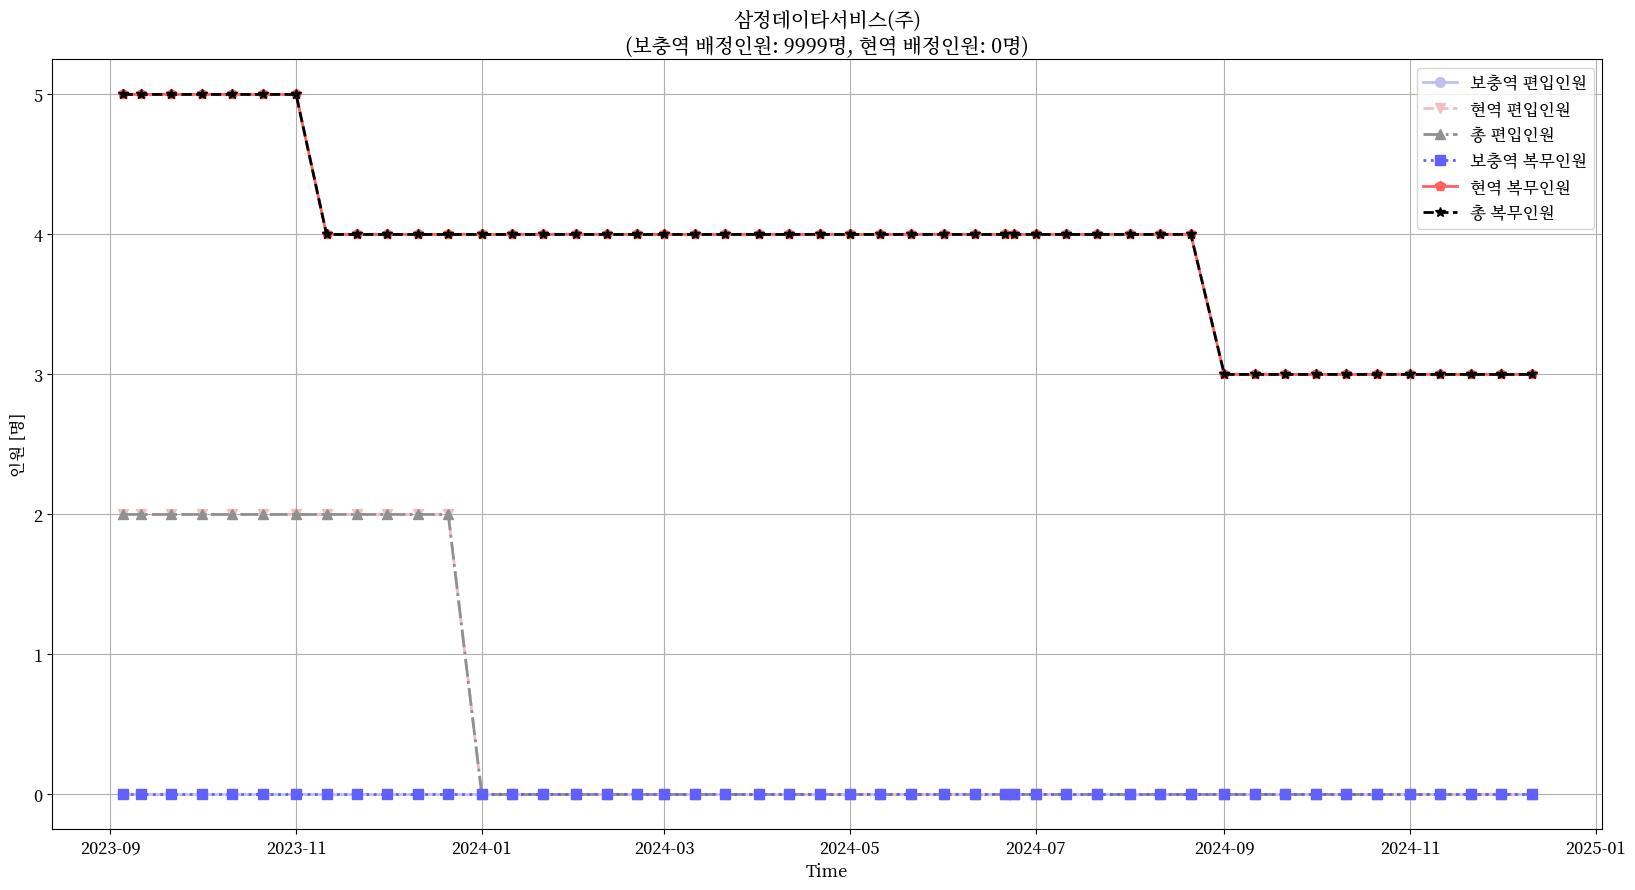 삼정데이타서비스(주)
(보충역 배정인원: 9999명, 현역 배정인원: 0명)
보충역 편입인원
현역 편입인원
총 편입인원
보충역 복무인원
현역 복무인원
총 복무인원
5
4
3
2
1
0
인원 [명]
2023-09
2023-11
2024-01
2024-03
2024-05
2024-07
2024-09
2024-11
2025-01
Time